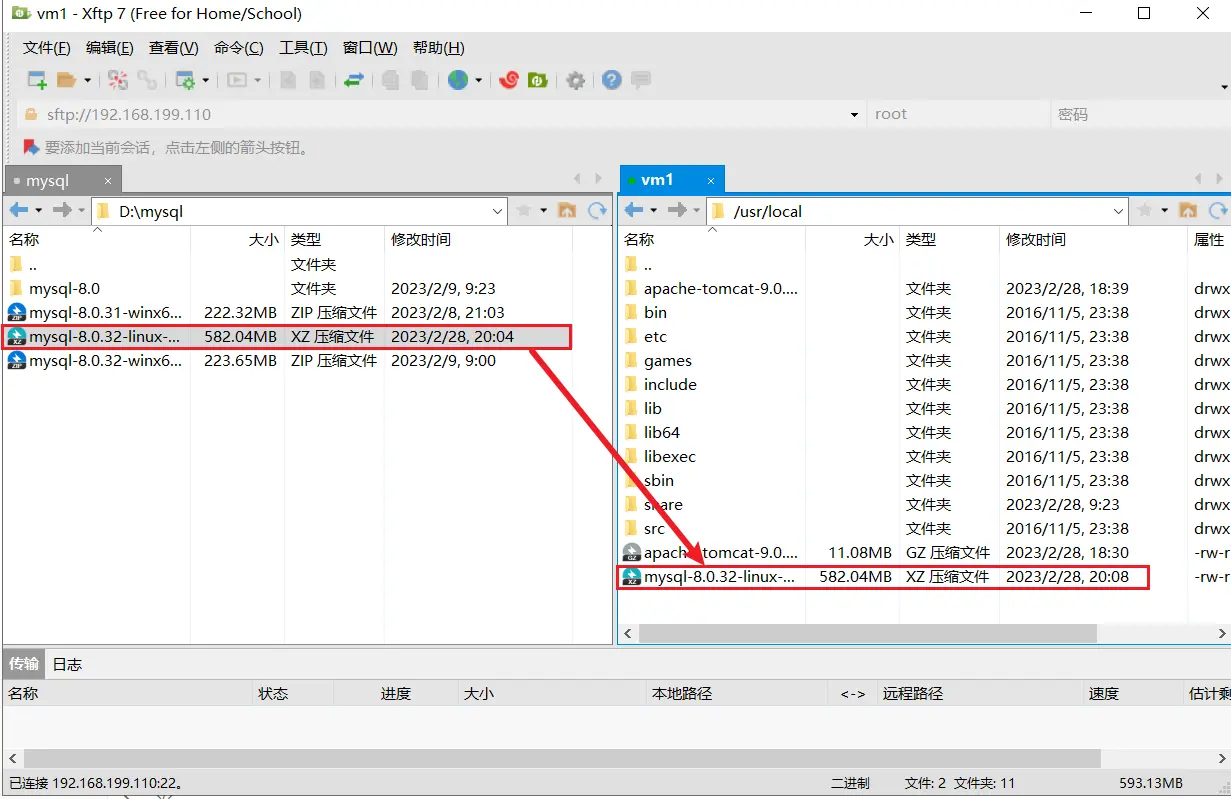 vm1 - Xftp 7 (Free for Home/School)
文件(F) 编辑(E) 查看(V) 命令(C) 工具(T) 窗口(W) 帮助(H)
sftp://192.168.199.110 root 密码
要添加当前会话，点击左侧的箭头按钮。
mysql × vm1 ×
D:\mysql /usr/local
名称 大小 类型 修改时间
.. 文件夹
mysql-8.0 文件夹 2023/2/9, 9:23
mysql-8.0.31-winx6... 222.32MB ZIP 压缩文件 2023/2/8, 21:03
mysql-8.0.32-linux-... 582.04MB XZ 压缩文件 2023/2/28, 20:04
mysql-8.0.32-winx6... 223.65MB ZIP 压缩文件 2023/2/9, 9:00
名称 大小 类型 修改时间 属性
..
apache-tomcat-9.0.... 文件夹 2023/2/28, 18:39 drwx
bin 文件夹 2016/11/5, 23:38 drwx
etc 文件夹 2016/11/5, 23:38 drwx
games 文件夹 2016/11/5, 23:38 drwx
include 文件夹 2016/11/5, 23:38 drwx
lib 文件夹 2016/11/5, 23:38 drwx
lib64 文件夹 2016/11/5, 23:38 drwx
libexec 文件夹 2016/11/5, 23:38 drwx
sbin 文件夹 2016/11/5, 23:38 drwx
share 文件夹 2023/2/28, 9:23 drwx
src 文件夹 2016/11/5, 23:38 drwx
apache-tomcat-9.0.... 11.08MB GZ 压缩文件 2023/2/28, 18:30 -rw-r
mysql-8.0.32-linux-... 582.04MB XZ 压缩文件 2023/2/28, 20:08 -rw-r
传输 日志
名称 状态 进度 大小 本地路径 <-> 远程路径 速度 估计剩
已连接 192.168.199.110:22。 二进制 文件: 2 文件夹: 11 593.13MB